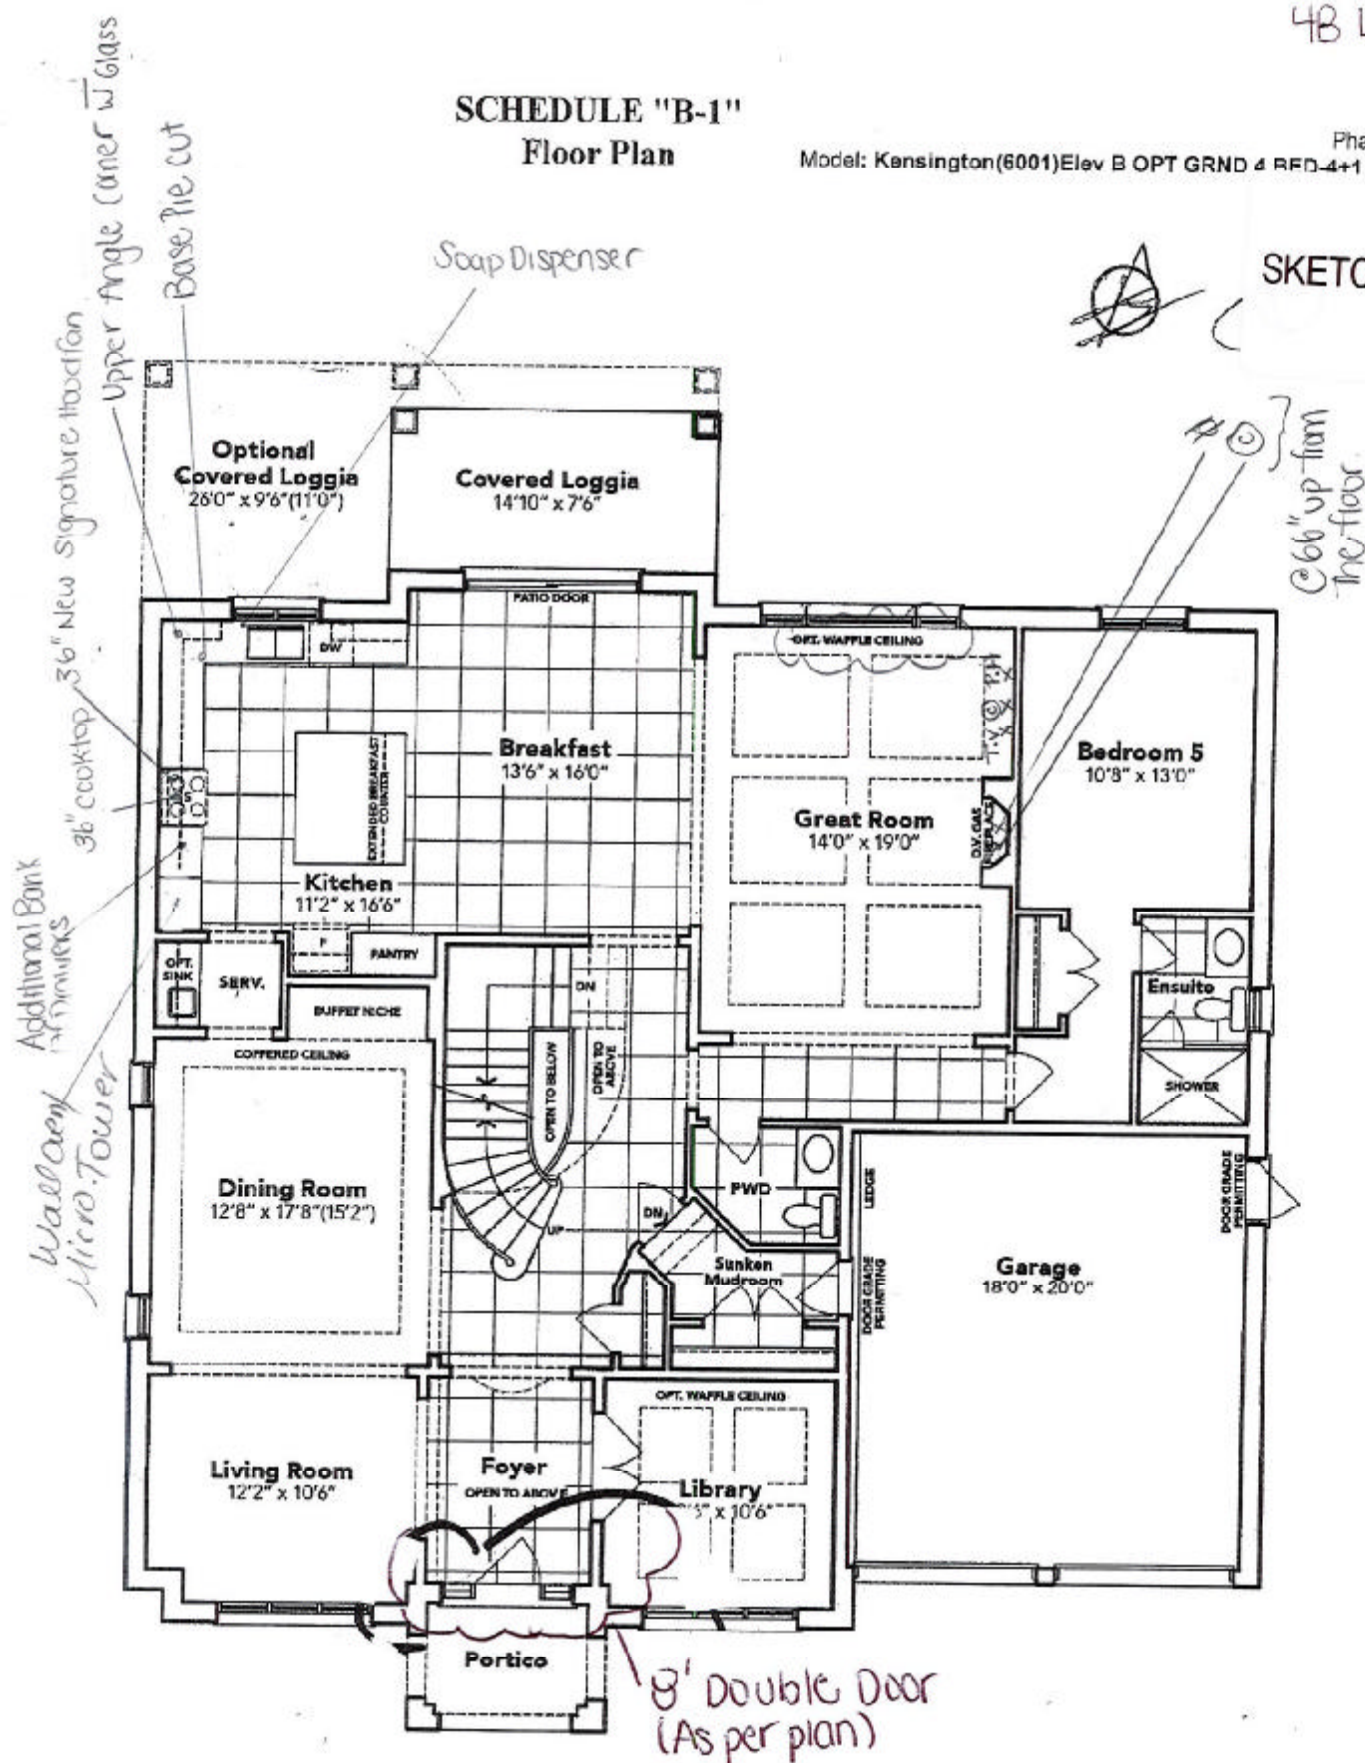 4B
SCHEDULE "B-1"
Floor Plan
Pha
Model: Kensington(6001)Elev B OPT GRND 4 BED-4+1
SKETC
Upper Angle Corner w Glass
Base Pie cut
Soap Dispenser
36" New Signature Hoodfan
36" cooktop
Additional Bank
Wall oven/
Micro. Tower
@66" up from
the floor.
C
Optional
Covered Loggia
26'0" x 9'6"(11'0")
Covered Loggia
14'10" x 7'6"
PATIO DOOR
DW
OPT. WAFFLE CEILING
Breakfast
13'6" x 16'0"
EXTENDED BREAKFAST
COUNTER
Kitchen
11'2" x 16'6"
Great Room
14'0" x 19'0"
D.V. GAS
FIREPLACE
Bedroom 5
10'8" x 13'0"
F
PANTRY
OPT.
SINK
SERV.
BUFFET NICHE
DN
Ensuite
SHOWER
COFFERED CEILING
OPEN TO BELOW
OPEN TO
ABOVE
Dining Room
12'8" x 17'8"(15'2")
UP
DN
PWD
LEDGE
DOOR GRADE
PERMITTING
Sunken
Mudroom
DOOR GRADE
PERMITTING
Garage
18'0" x 20'0"
OPT. WAFFLE CEILING
Living Room
12'2" x 10'6"
Foyer
OPEN TO ABOVE
Library
x 10'6"
Portico
8' Double Door
(As per plan)